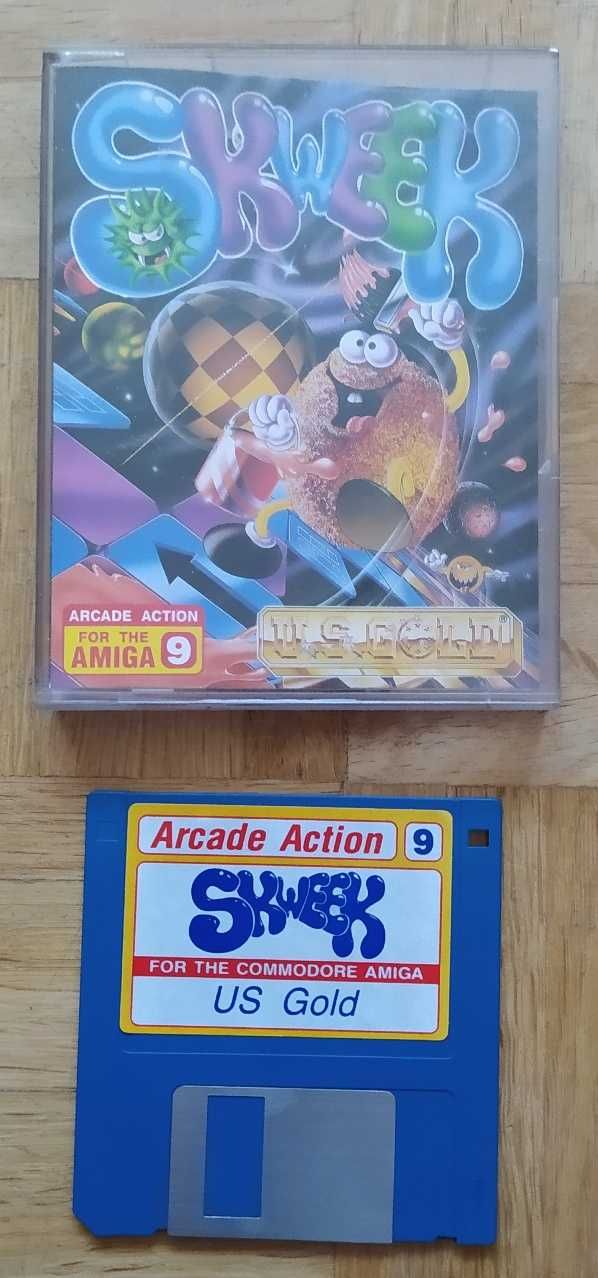 SKWEEK
ARCADE ACTION
FOR THE
AMIGA 9
U.S. GOLD®
Arcade Action 9
SKWEEK
FOR THE COMMODORE AMIGA
US Gold